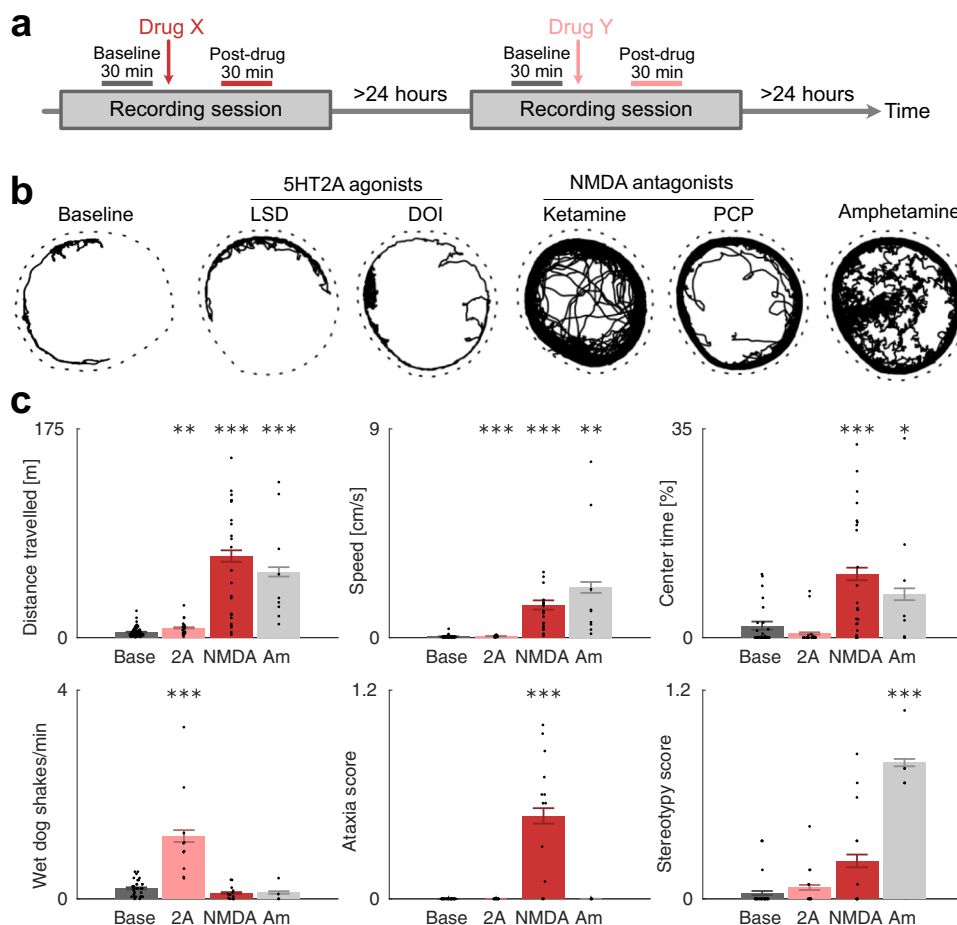 a
Drug X
Drug Y
Baseline
30 min
Post-drug
30 min
Baseline
30 min
Post-drug
30 min
Recording session
>24 hours
Recording session
>24 hours
Time
b
5HT2A agonists
NMDA antagonists
Baseline
LSD
DOI
Ketamine
PCP
Amphetamine
c
175
** *** ***
Distance travelled [m]
0
Base 2A NMDA Am
9
*** *** **
Speed [cm/s]
0
Base 2A NMDA Am
35
*** *
Center time [%]
0
Base 2A NMDA Am
4
***
Wet dog shakes/min
0
Base 2A NMDA Am
1.2
***
Ataxia score
0
Base 2A NMDA Am
1.2
***
Stereotypy score
0
Base 2A NMDA Am